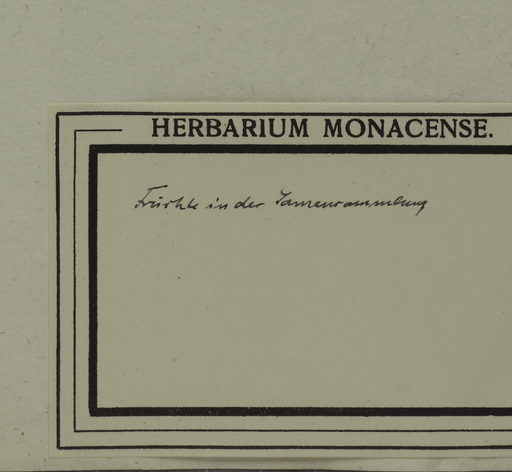 HERBARIUM MONACENSE.
Früchte in der Samensammlung